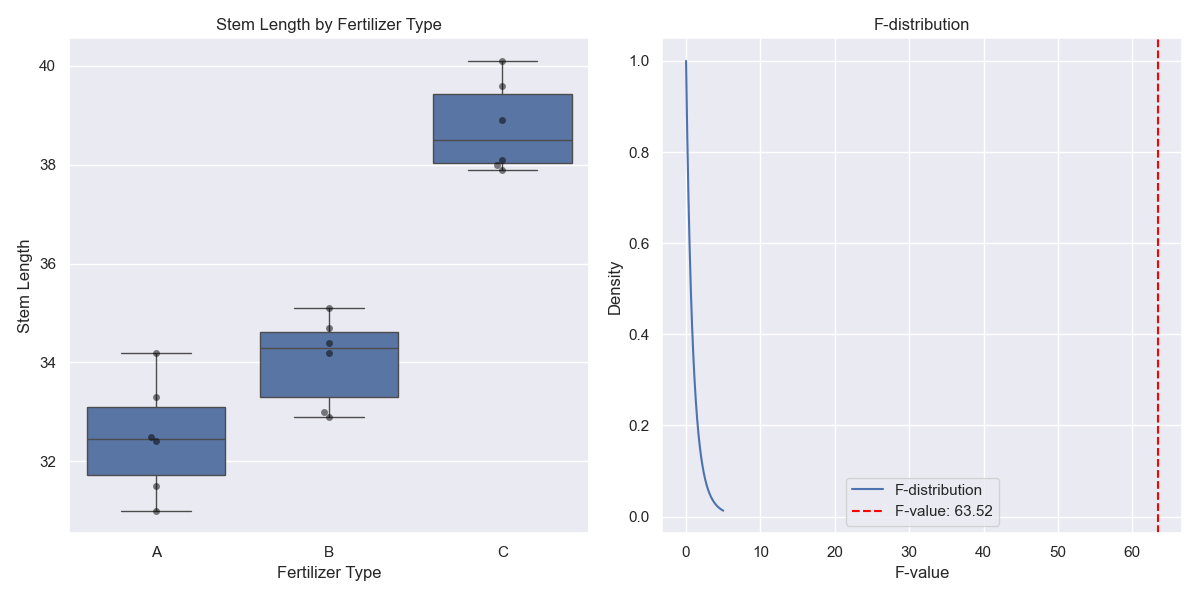 Stem Length by Fertilizer Type
40
38
36
34
32
Stem Length
A B C
Fertilizer Type
F-distribution
1.0
0.8
0.6
0.4
0.2
0.0
Density
F-distribution
F-value: 63.52
0 10 20 30 40 50 60
F-value